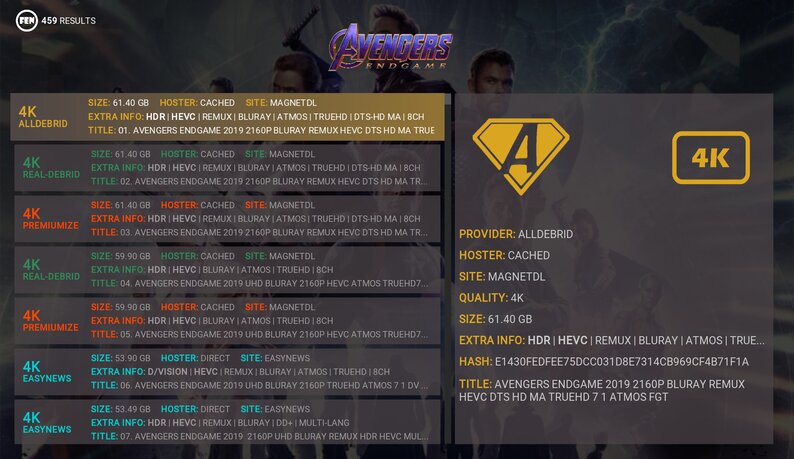 FEN 459 RESULTS
AVENGERS
ENDGAME
4K
ALLDEBRID
SIZE: 61.40 GB HOSTER: CACHED SITE: MAGNETDL
EXTRA INFO: HDR | HEVC | REMUX | BLURAY | ATMOS | TRUEHD | DTS-HD MA | 8CH
TITLE: 01. AVENGERS ENDGAME 2019 2160P BLURAY REMUX HEVC DTS HD MA TRUE
4K
REAL-DEBRID
SIZE: 61.40 GB HOSTER: CACHED SITE: MAGNETDL
EXTRA INFO: HDR | HEVC | REMUX | BLURAY | ATMOS | TRUEHD | DTS-HD MA | 8CH
TITLE: 02. AVENGERS ENDGAME 2019 2160P BLURAY REMUX HEVC DTS HD MA TR...
4K
PREMIUMIZE
SIZE: 61.40 GB HOSTER: CACHED SITE: MAGNETDL
EXTRA INFO: HDR | HEVC | REMUX | BLURAY | ATMOS | TRUEHD | DTS-HD MA | 8CH
TITLE: 03. AVENGERS ENDGAME 2019 2160P BLURAY REMUX HEVC DTS HD MA TR...
4K
REAL-DEBRID
SIZE: 59.90 GB HOSTER: CACHED SITE: MAGNETDL
EXTRA INFO: HDR | HEVC | BLURAY | ATMOS | TRUEHD | 8CH
TITLE: 04. AVENGERS ENDGAME 2019 UHD BLURAY 2160P HEVC ATMOS TRUEHD7...
4K
PREMIUMIZE
SIZE: 59.90 GB HOSTER: CACHED SITE: MAGNETDL
EXTRA INFO: HDR | HEVC | BLURAY | ATMOS | TRUEHD | 8CH
TITLE: 05. AVENGERS ENDGAME 2019 UHD BLURAY 2160P HEVC ATMOS TRUEHD7...
4K
EASYNEWS
SIZE: 53.90 GB HOSTER: DIRECT SITE: EASYNEWS
EXTRA INFO: D/VISION | HEVC | REMUX | BLURAY | ATMOS | TRUEHD | 8CH
TITLE: 06. AVENGERS ENDGAME 2019 UHD BLURAY 2160P TRUEHD ATMOS 7 1 DV ...
4K
EASYNEWS
SIZE: 53.49 GB HOSTER: DIRECT SITE: EASYNEWS
EXTRA INFO: HDR | HEVC | REMUX | BLURAY | DD+ | MULTI-LANG
TITLE: 07. AVENGERS ENDGAME 2019 2160P UHD BLURAY REMUX HDR HEVC MUL...
A
4K
PROVIDER: ALLDEBRID
HOSTER: CACHED
SITE: MAGNETDL
QUALITY: 4K
SIZE: 61.40 GB
EXTRA INFO: HDR | HEVC | REMUX | BLURAY | ATMOS | TRUE...
HASH: E1430FEDFEE75DCC031D8E7314CB969CF4B71F1A
TITLE: AVENGERS ENDGAME 2019 2160P BLURAY REMUX
HEVC DTS HD MA TRUEHD 7 1 ATMOS FGT